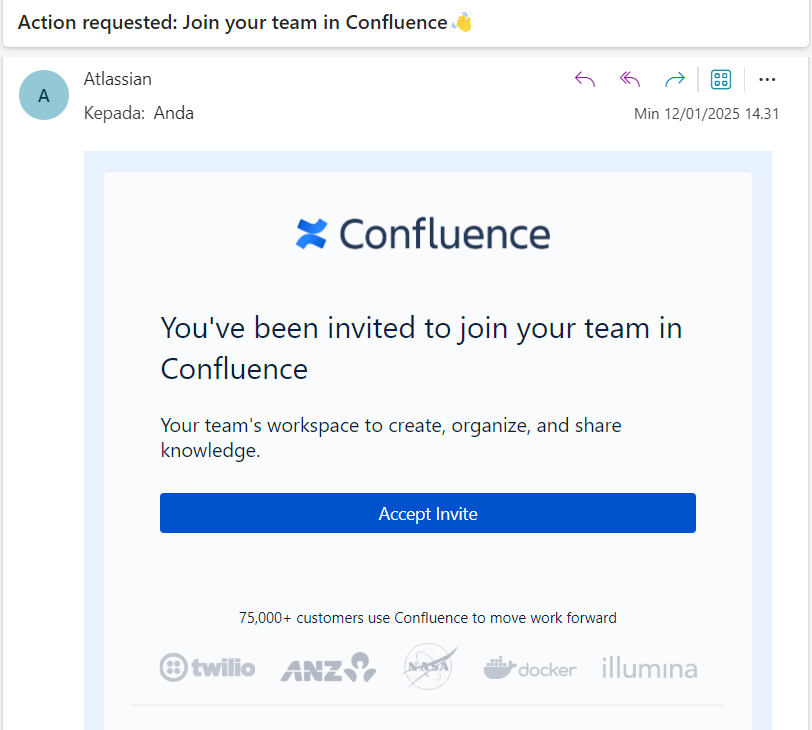 Action requested: Join your team in Confluence 👋
A
Atlassian
Kepada: Anda
Min 12/01/2025 14.31
Confluence
You've been invited to join your team in
Confluence
Your team's workspace to create, organize, and share
knowledge.
Accept Invite
75,000+ customers use Confluence to move work forward
twilio
ANZ
NASA
docker
illumina